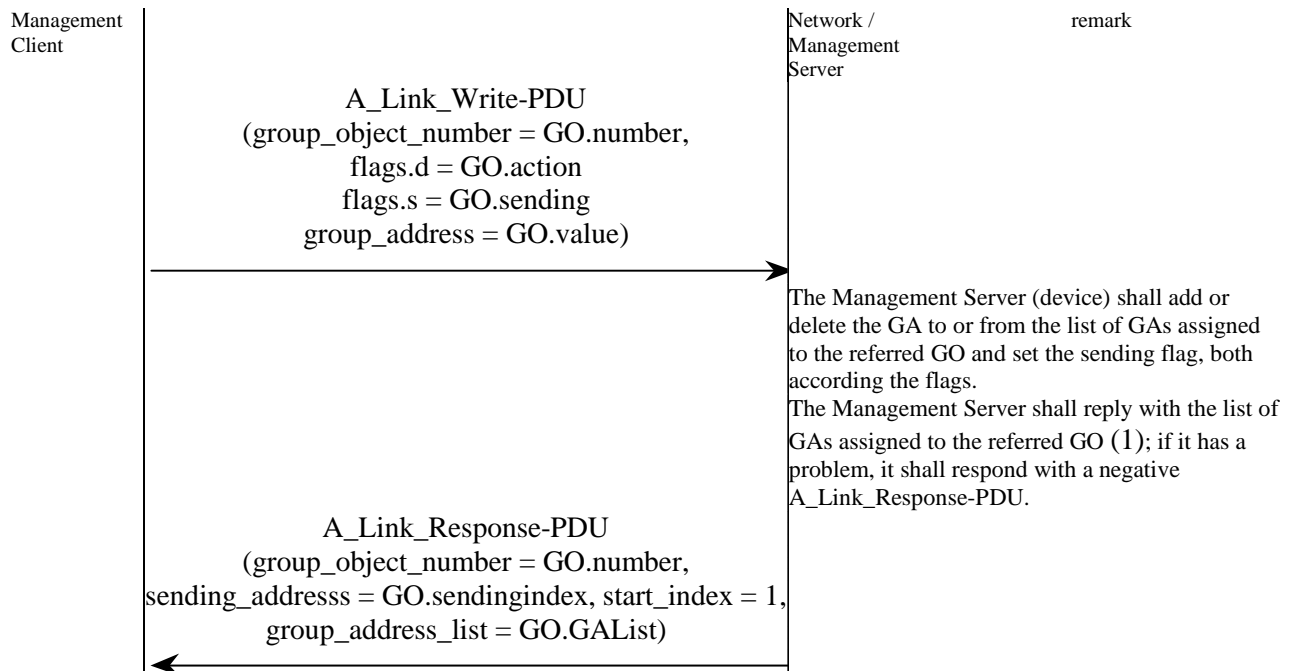 Management
Client
Network /
Management
Server
remark
A_Link_Write-PDU
(group_object_number = GO.number,
flags.d = GO.action
flags.s = GO.sending
group_address = GO.value)
The Management Server (device) shall add or
delete the GA to or from the list of GAs assigned
to the referred GO and set the sending flag, both
according the flags.
The Management Server shall reply with the list of
GAs assigned to the referred GO (1); if it has a
problem, it shall respond with a negative
A_Link_Response-PDU.
A_Link_Response-PDU
(group_object_number = GO.number,
sending_addresss = GO.sendingindex, start_index = 1,
group_address_list = GO.GAList)